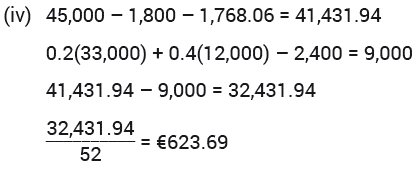 (iv) 45,000 – 1,800 – 1,768.06 = 41,431.94
0.2(33,000) + 0.4(12,000) – 2,400 = 9,000
41,431.94 – 9,000 = 32,431.94
32,431.94
52
= €623.69